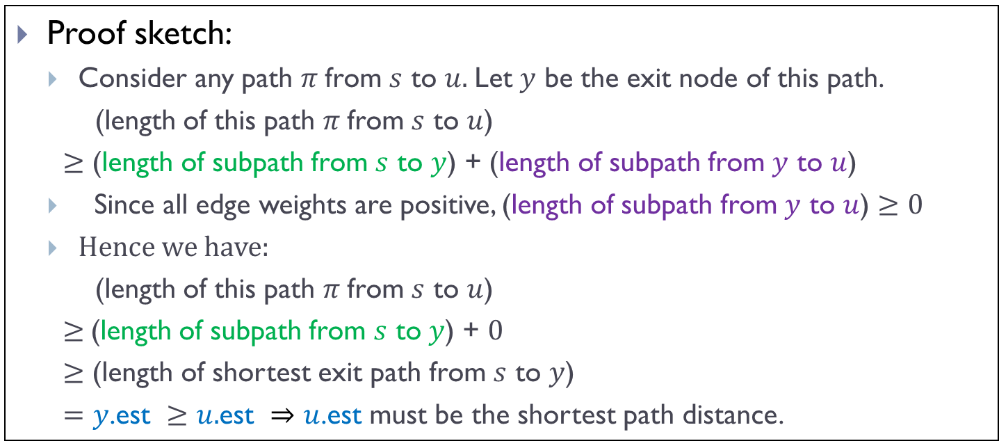 Proof sketch:
Consider any path π from s to u. Let y be the exit node of this path.
(length of this path π from s to u)
≥ (length of subpath from s to y) + (length of subpath from y to u)
Since all edge weights are positive, (length of subpath from y to u) ≥ 0
Hence we have:
(length of this path π from s to u)
≥ (length of subpath from s to y) + 0
≥ (length of shortest exit path from s to y)
= y.est ≥ u.est ⇒ u.est must be the shortest path distance.